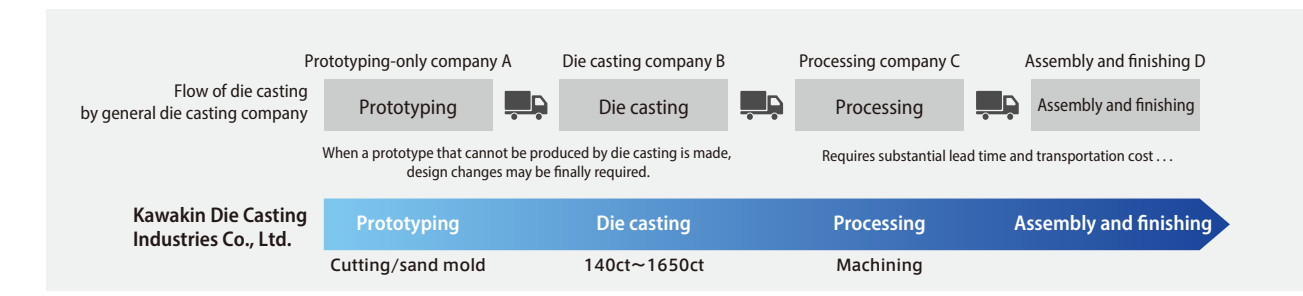 Prototyping-only company A
Die casting company B
Processing company C
Assembly and finishing D
Flow of die casting
by general die casting company
Prototyping
Die casting
Processing
Assembly and finishing
When a prototype that cannot be produced by die casting is made,
design changes may be finally required.
Requires substantial lead time and transportation cost . . .
Kawakin Die Casting
Industries Co., Ltd.
Prototyping
Die casting
Processing
Assembly and finishing
Cutting/sand mold
140ct～1650ct
Machining